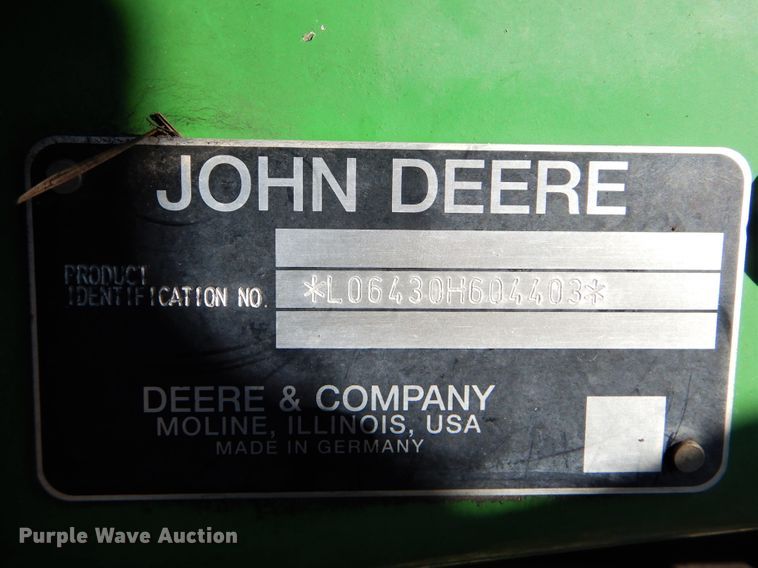 JOHN DEERE
PRODUCT
IDENTIFICATION NO.
*L06430H604403*
DEERE & COMPANY
MOLINE, ILLINOIS, USA
MADE IN GERMANY
Purple Wave Auction